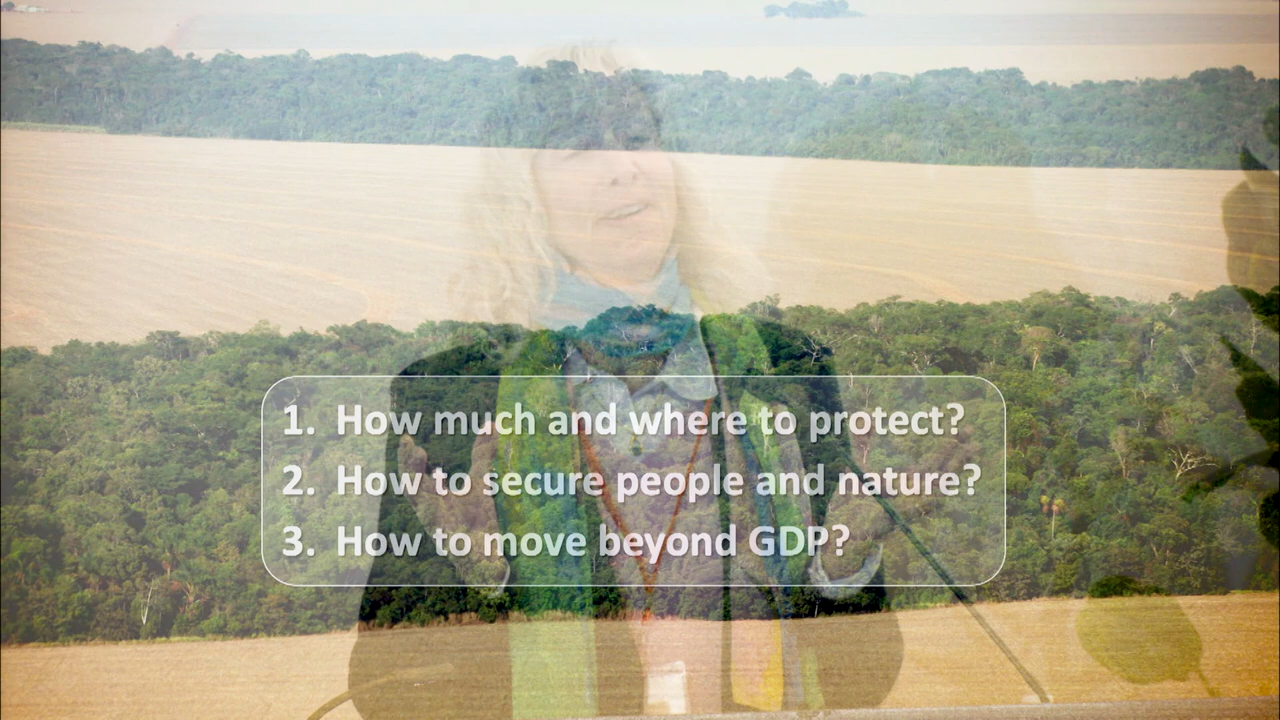 1. How much and where to protect?
2. How to secure people and nature?
3. How to move beyond GDP?